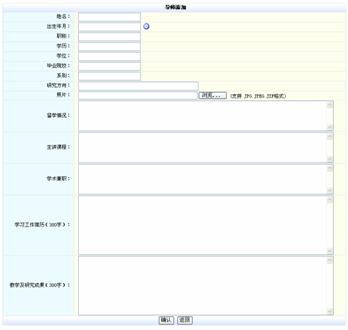 导师添加
姓名：
出生年月：
职称：
学历：
学位：
毕业院校：
系别：
研究方向：
照片： 浏览... (支持 JPG.JPEG.GIF格式)
留学情况：
主讲课程：
学术兼职：
学习工作简历(300字)：
教学及研究成果(300字)：
确认 返回